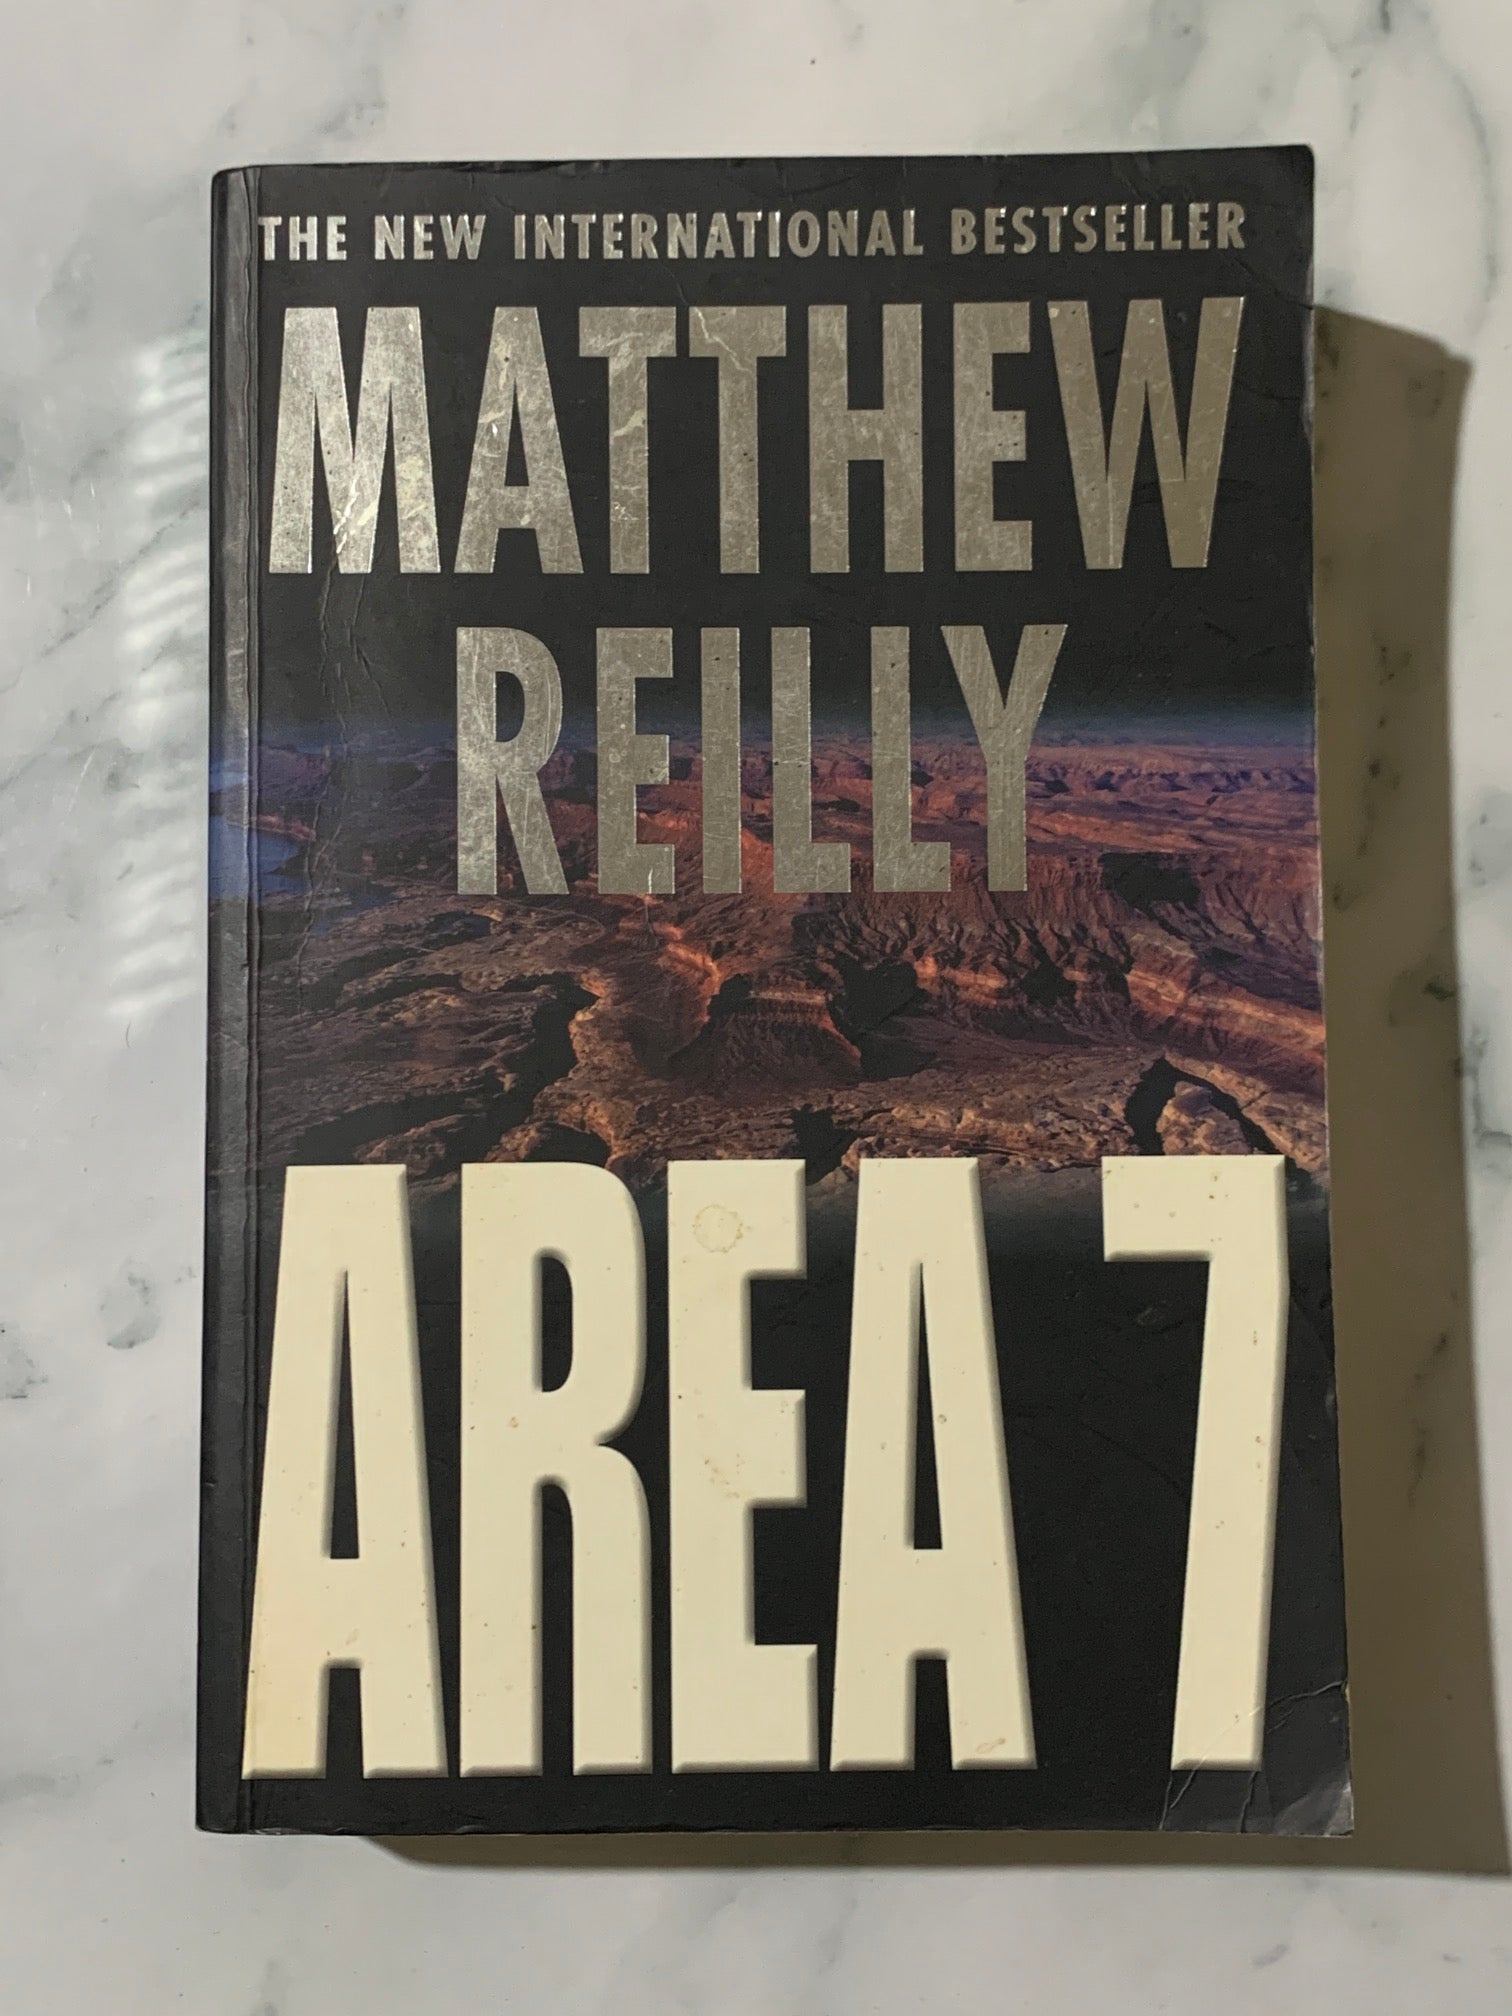 THE NEW INTERNATIONAL BESTSELLER
MATTHEW
REILLY
AREA 7